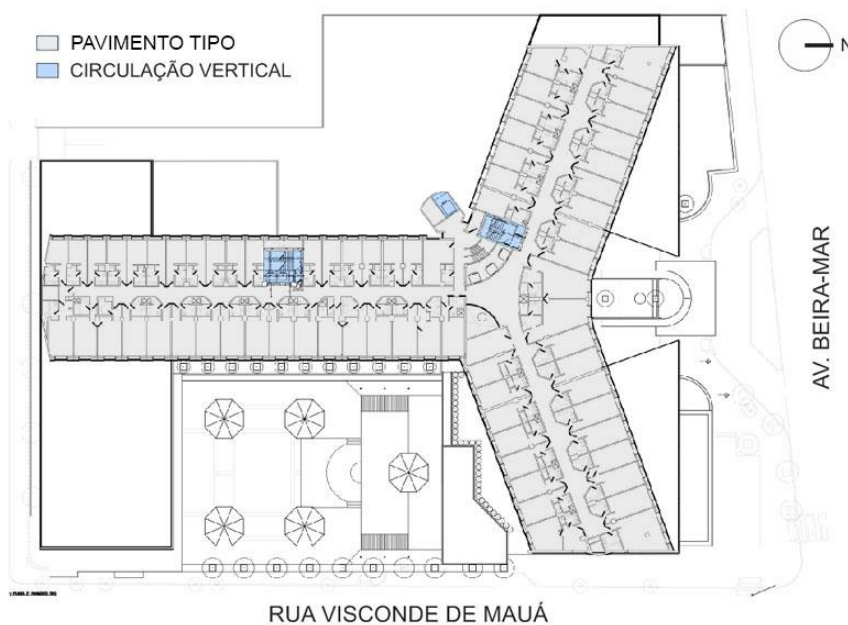 PAVIMENTO TIPO
CIRCULAÇÃO VERTICAL
N
AV. BEIRA-MAR
RUA VISCONDE DE MAUÁ